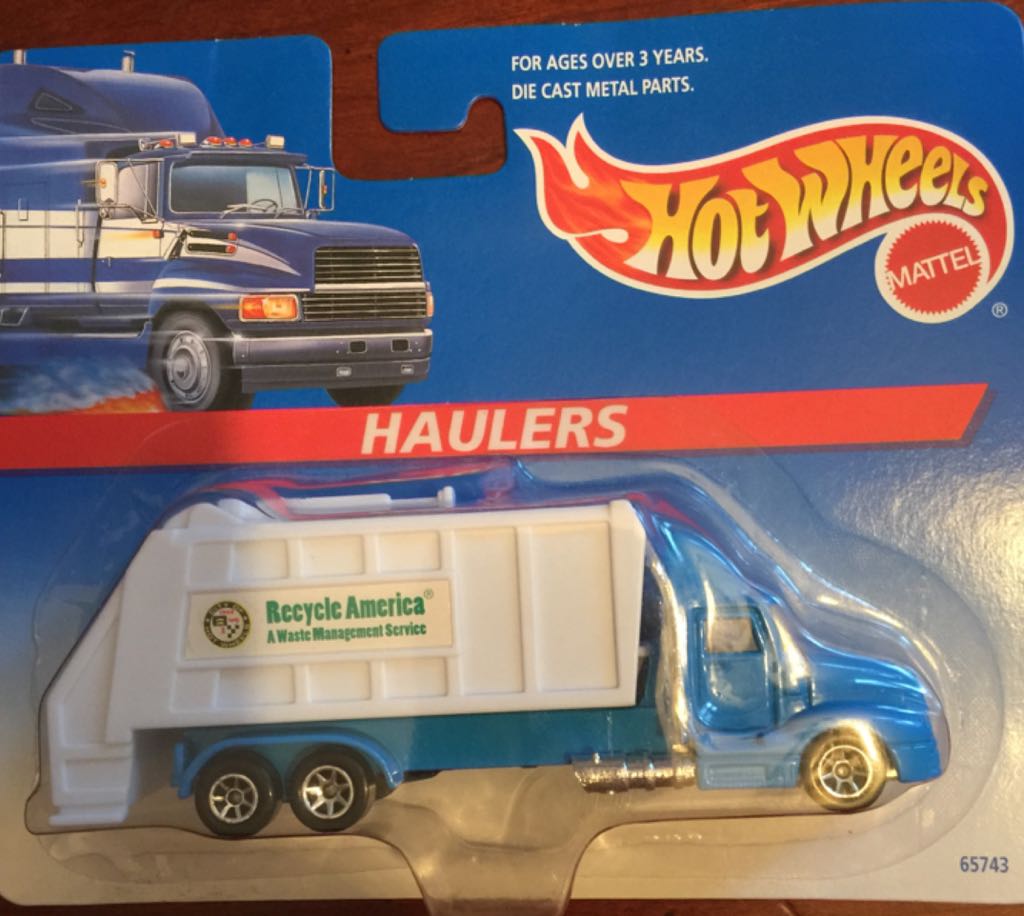 FOR AGES OVER 3 YEARS.
DIE CAST METAL PARTS.
HOT WHEELS
MATTEL
®
HAULERS
Recycle America®
A Waste Management Service
65743